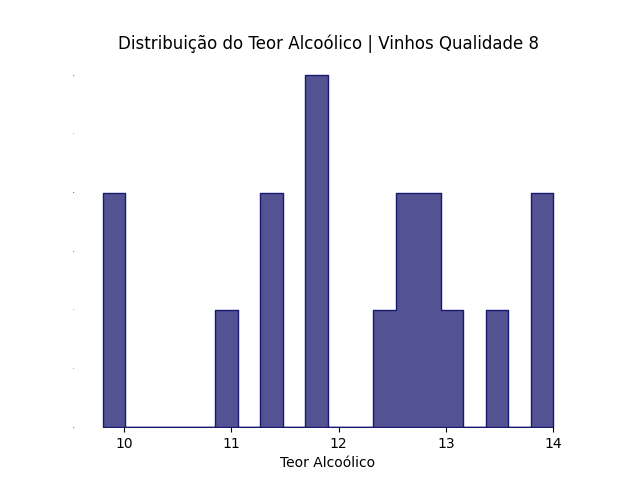 Distribuição do Teor Alcoólico | Vinhos Qualidade 8
10 11 12 13 14
Teor Alcoólico